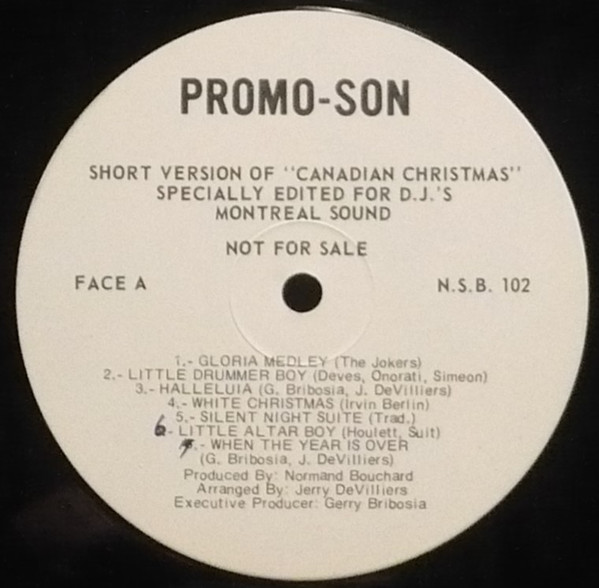 PROMO-SON
SHORT VERSION OF "CANADIAN CHRISTMAS"
SPECIALLY EDITED FOR D.J.'S
MONTREAL SOUND
NOT FOR SALE
FACE A
N.S.B. 102
1.- GLORIA MEDLEY (The Jokers)
2.- LITTLE DRUMMER BOY (Deves, Onorati, Simeon)
3.- HALLELUIA (G. Bribosia, J. DeVilliers)
4.- WHITE CHRISTMAS (Irvin Berlin)
5.- SILENT NIGHT SUITE (Trad.)
6- LITTLE ALTAR BOY (Houlett, Suit)
.- WHEN THE YEAR IS OVER
(G. Bribosia, J. DeVilliers)
Produced By: Normand Bouchard
Arranged By: Jerry DeVilliers
Executive Producer: Gerry Bribosia